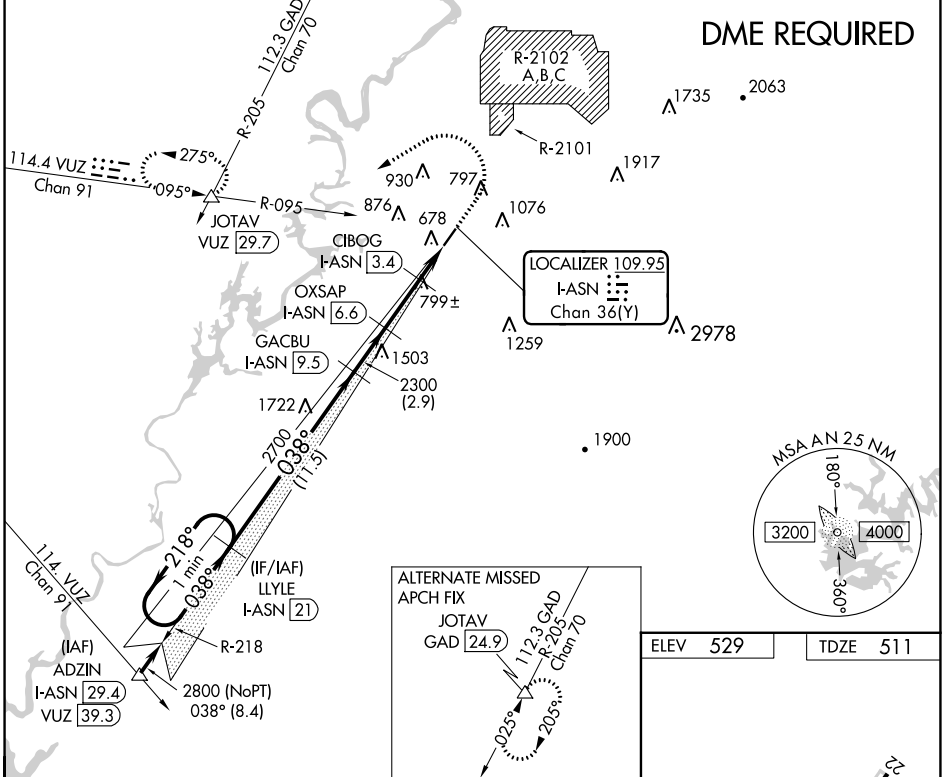 DME REQUIRED
112.3 GAD
Chan 70
R-205
R-2102
A,B,C
R-2101
1735
2063
1917
114.4 VUZ
Chan 91
275°
095°
R-095
JOTAV
VUZ 29.7
930
797
876
678
1076
CIBOG
I-ASN 3.4
OXSAP
I-ASN 6.6
799±
GACBU
I-ASN 9.5
1503
LOCALIZER 109.95
I-ASN
Chan 36(Y)
1259
2978
2300
(2.9)
1722
2700
038°
(11.5)
1900
MSA AN 25 NM
180°
3200
4000
360°
218°
1 min
038°
(IF/IAF)
LLYLE
I-ASN 21
114. VUZ
Chan 91
R-218
(IAF)
ADZIN
I-ASN 29.4
VUZ 39.3
2800 (NoPT)
038° (8.4)
ALTERNATE MISSED
APCH FIX
JOTAV
GAD 24.9
112.3 GAD
R-205
Chan 70
025°
205°
ELEV 529
TDZE 511
22